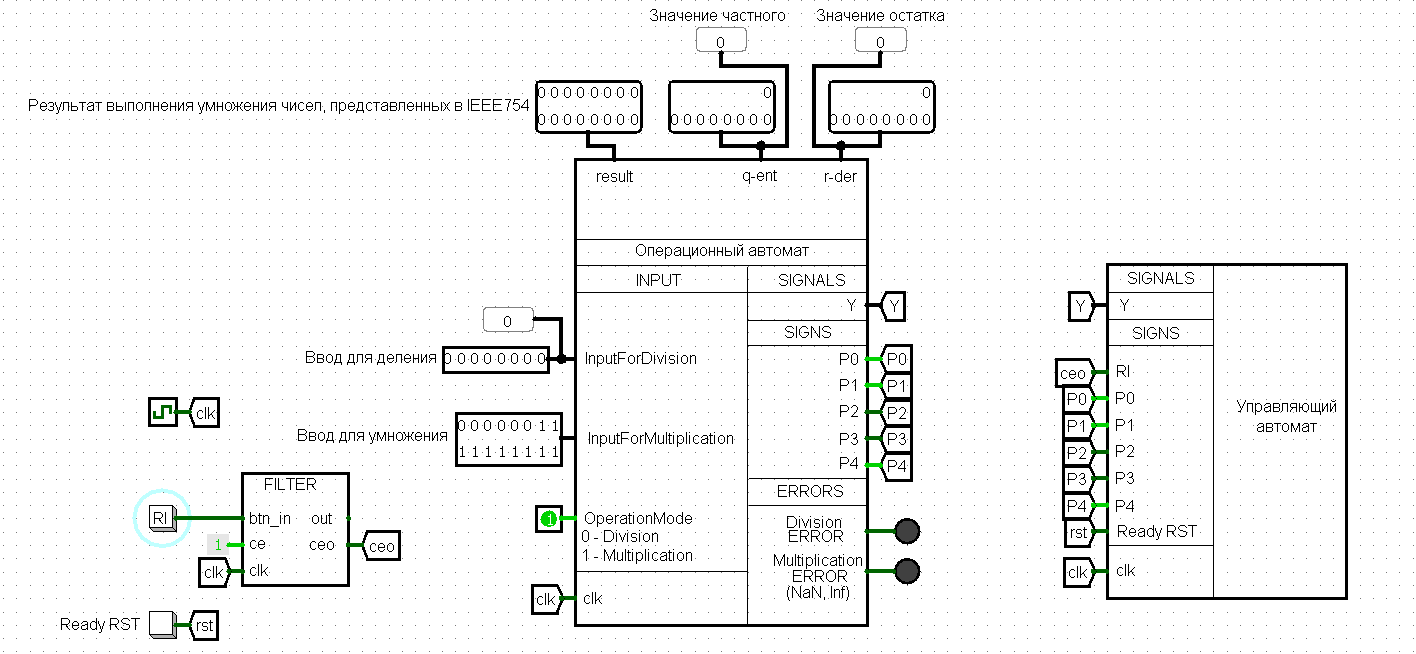 Значение частного Значение остатка
0 0
0 0 0 0 0 0 0 0 0 0
Результат выполнения умножения чисел, представленных в IEEE754
0 0 0 0 0 0 0 0 0 0 0 0 0 0 0 0 0 0 0 0 0 0 0 0
result q-ent r-der
Операционный автомат
INPUT SIGNALS
Y Y
SIGNS
0
Ввод для деления 0 0 0 0 0 0 0 0 InputForDivision
P0 P0
P1 P1
P2 P2
P3 P3
P4 P4
clk
Ввод для умножения 0 0 0 0 0 0 1 1
1 1 1 1 1 1 1 1
InputForMultiplication
ERRORS
FILTER
RI btn_in out
1 ce ceo ceo
clk clk
Ready RST rst
1 OperationMode
0 - Division
1 - Multiplication
clk clk
Division
ERROR
Multiplication
ERROR
(NaN, Inf)
SIGNALS
Y Y
SIGNS
ceo RI
P0 P0
P1 P1
P2 P2
P3 P3
P4 P4
rst Ready RST
clk clk
Управляющий
автомат